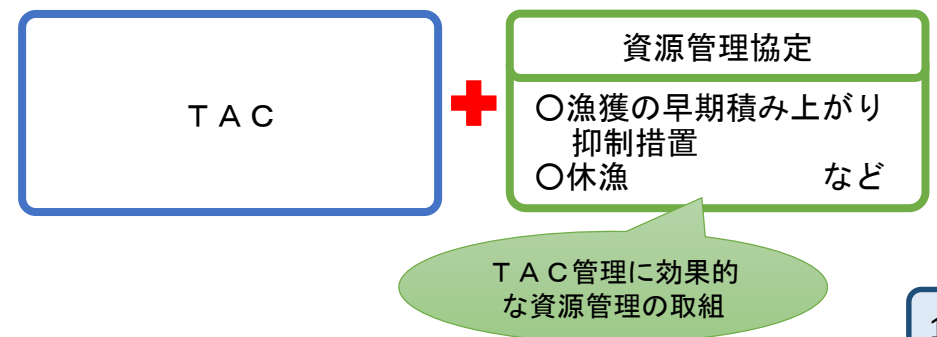 ＴＡＣ
資源管理協定
〇漁獲の早期積み上がり
抑制措置
〇休漁　　　　　　など
ＴＡＣ管理に効果的
な資源管理の取組